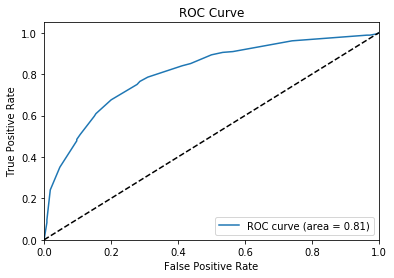 ROC Curve
True Positive Rate
1.0
0.8
0.6
0.4
0.2
0.0
ROC curve (area = 0.81)
0.0 0.2 0.4 0.6 0.8 1.0
False Positive Rate